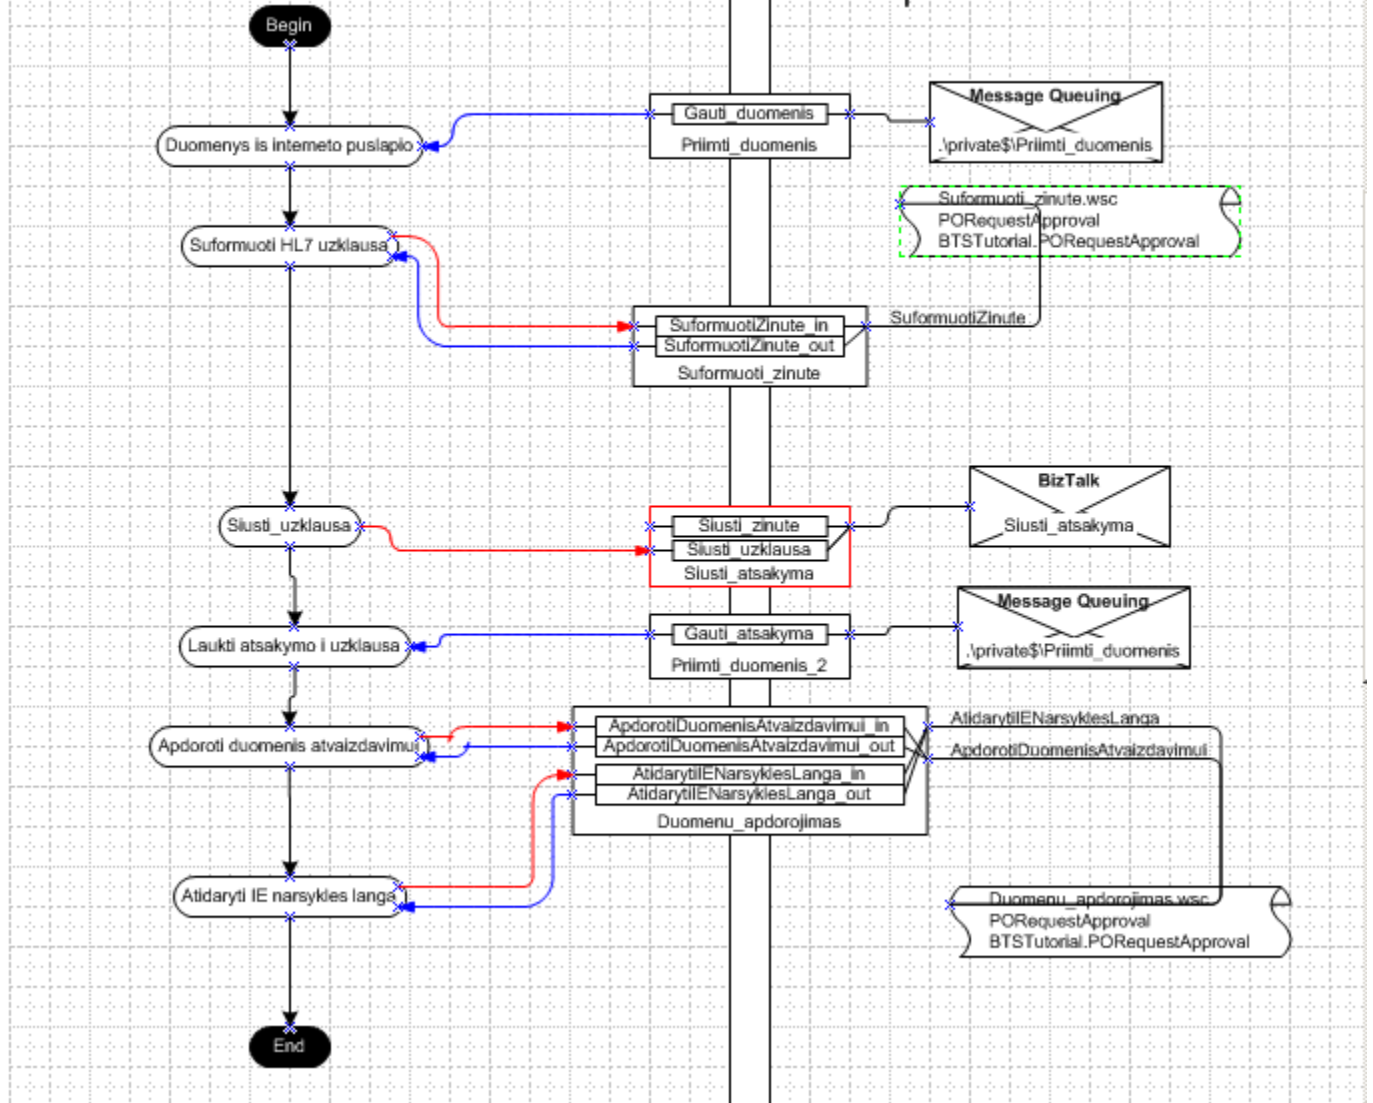 Begin
Gauti_duomenis
Priimti_duomenis
Message Queuing
.\private$\Priimti_duomenis
Duomenys is interneto puslapio
Suformuoti_zinute.wsc
PORequestApproval
BTSTutorial.PORequestApproval
Suformuoti HL7 uzklausa
SuformuotiZinute_in
SuformuotiZinute_out
Suformuoti_zinute
SuformuotiZinute
BizTalk
Siusti_atsakyma
Siusti_uzklausa
Siusti_zinute
Siusti_uzklausa
Siusti_atsakyma
Message Queuing
.\private$\Priimti_duomenis
Laukti atsakymo i uzklausa
Gauti_atsakyma
Priimti_duomenis_2
Apdoroti duomenis atvaizdavimui
ApdorotiDuomenisAtvaizdavimui_in
ApdorotiDuomenisAtvaizdavimui_out
AtidarytiIENarsyklesLanga_in
AtidarytiIENarsyklesLanga_out
Duomenu_apdorojimas
AtidarytiIENarsyklesLanga
ApdorotiDuomenisAtvaizdavimui
Atidaryti IE narsykles langa
Duomenu_apdorojimas.wsc
PORequestApproval
BTSTutorial.PORequestApproval
End